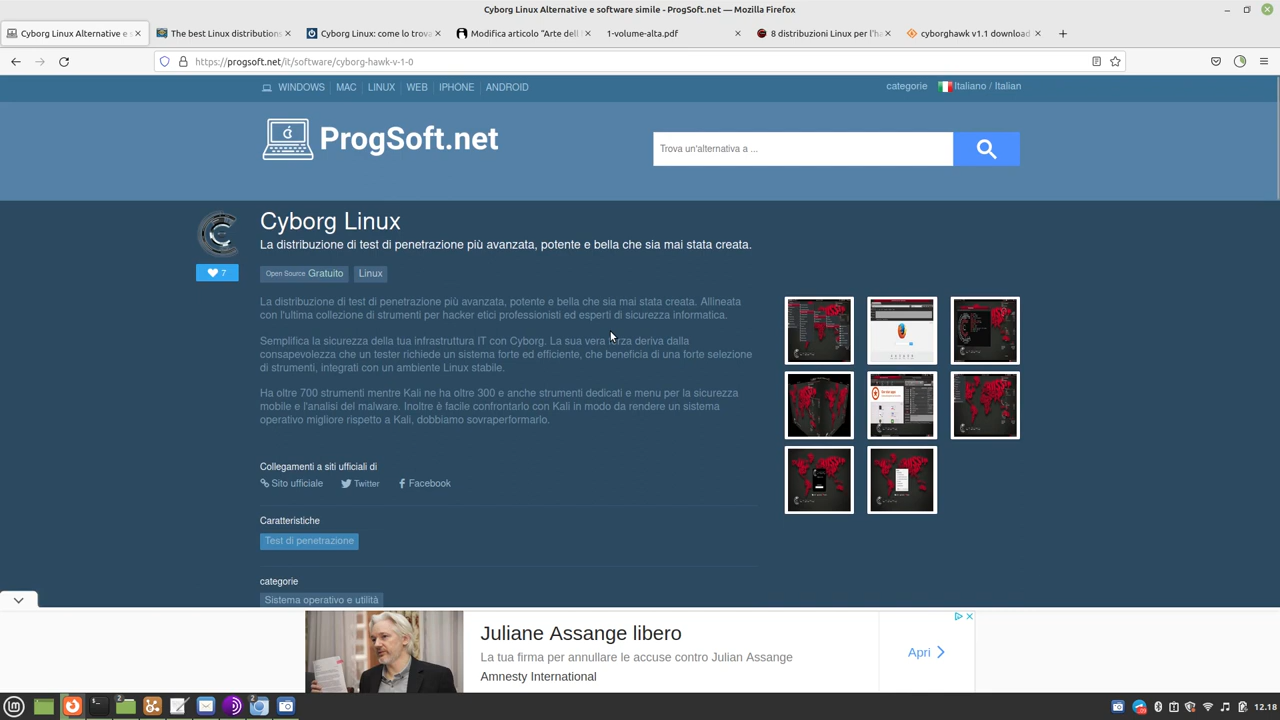 Cyborg Linux Alternative e software simile - ProgSoft.net — Mozilla Firefox
Cyborg Linux Alternative e s
The best Linux distributions
Cyborg Linux: come lo trova
Modifica articolo "Arte dell
1-volume-alta.pdf
8 distribuzioni Linux per l'ha
cyborghawk v1.1 download
https://progsoft.net/it/software/cyborg-hawk-v-1-0
WINDOWS MAC LINUX WEB IPHONE ANDROID
categorie Italiano / Italian
ProgSoft.net
Trova un'alternativa a ...
Cyborg Linux
La distribuzione di test di penetrazione più avanzata, potente e bella che sia mai stata creata.
7
Open Source Gratuito Linux
La distribuzione di test di penetrazione più avanzata, potente e bella che sia mai stata creata. Allineata
con l'ultima collezione di strumenti per hacker etici professionisti ed esperti di sicurezza informatica.
Semplifica la sicurezza della tua infrastruttura IT con Cyborg. La sua vera forza deriva dalla
consapevolezza che un tester richiede un sistema forte ed efficiente, che beneficia di una forte selezione
di strumenti, integrati con un ambiente Linux stabile.
Ha oltre 700 strumenti mentre Kali ne ha oltre 300 e anche strumenti dedicati e menu per la sicurezza
mobile e l'analisi del malware. Inoltre è facile confrontarlo con Kali in modo da rendere un sistema
operativo migliore rispetto a Kali, dobbiamo sovraperformarlo.
Collegamenti a siti ufficiali di
Sito ufficiale Twitter Facebook
Caratteristiche
Test di penetrazione
categorie
Sistema operativo e utilità
Juliane Assange libero
La tua firma per annullare le accuse contro Julian Assange
Amnesty International
Apri
12.18